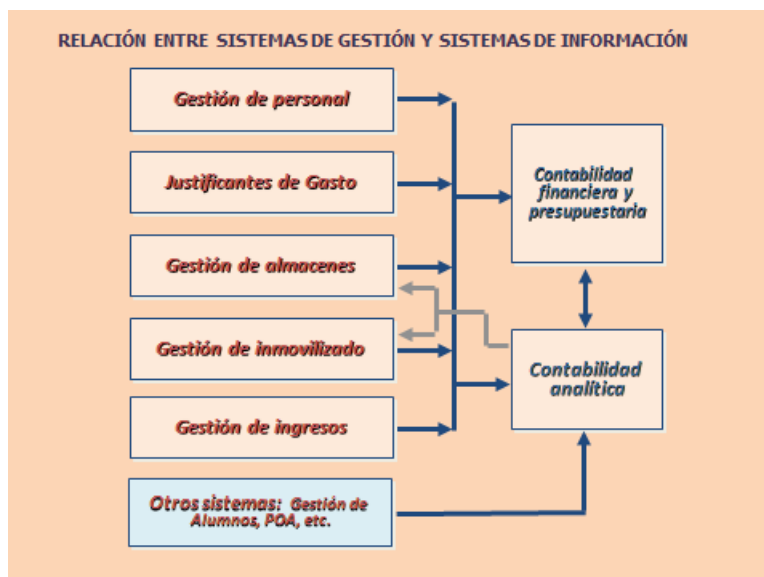 RELACIÓN ENTRE SISTEMAS DE GESTIÓN Y SISTEMAS DE INFORMACIÓN
Gestión de personal
Justificantes de Gasto
Gestión de almacenes
Gestión de inmovilizado
Gestión de ingresos
Otros sistemas: Gestión de
Alumnos, POA, etc.
Contabilidad
financiera y
presupuestaria
Contabilidad
analítica